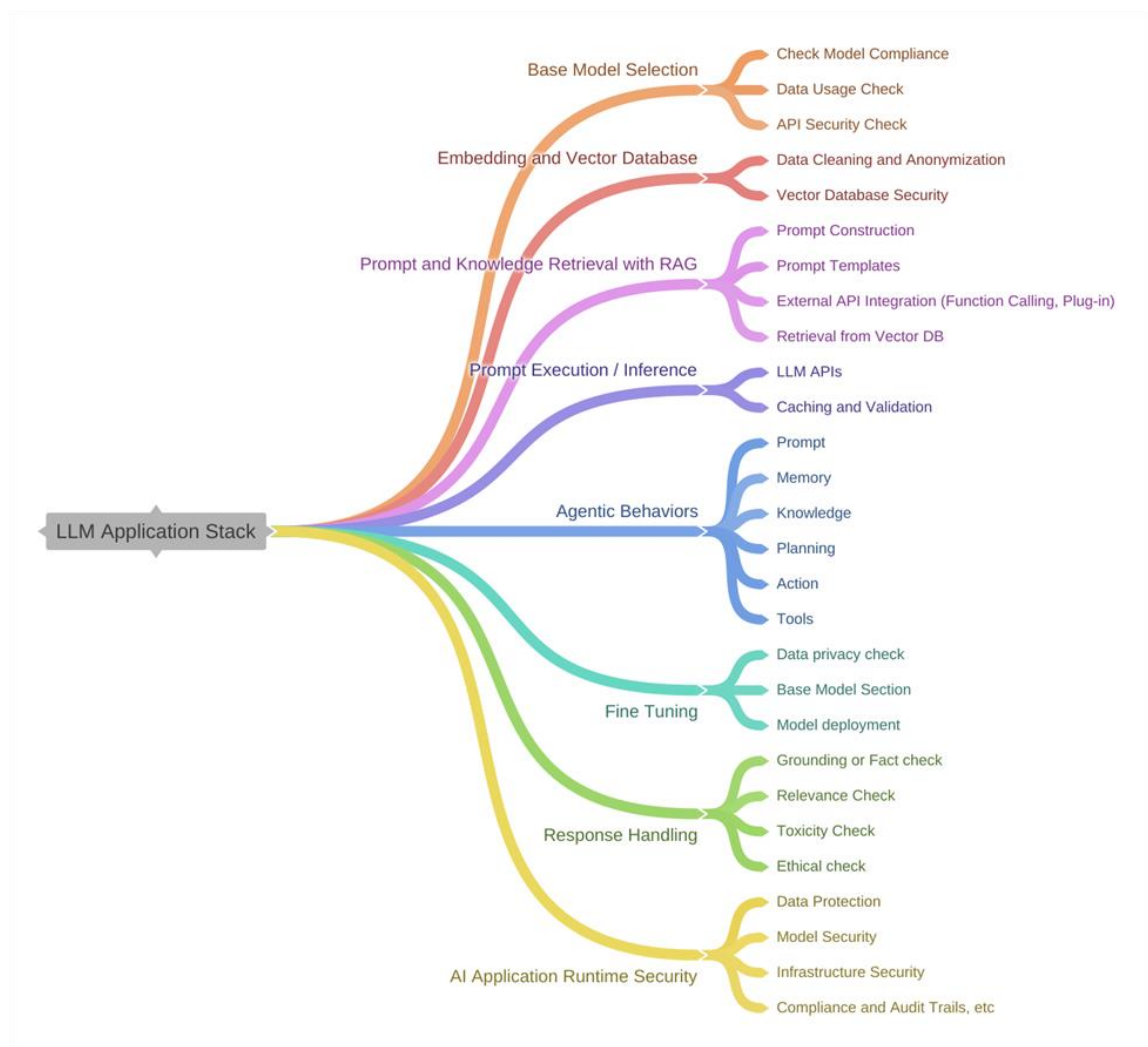 LLM Application Stack
Base Model Selection
Check Model Compliance
Data Usage Check
API Security Check
Embedding and Vector Database
Data Cleaning and Anonymization
Vector Database Security
Prompt and Knowledge Retrieval with RAG
Prompt Construction
Prompt Templates
External API Integration (Function Calling, Plug-in)
Retrieval from Vector DB
Prompt Execution / Inference
LLM APIs
Caching and Validation
Agentic Behaviors
Prompt
Memory
Knowledge
Planning
Action
Tools
Fine Tuning
Data privacy check
Base Model Section
Model deployment
Response Handling
Grounding or Fact check
Relevance Check
Toxicity Check
Ethical check
AI Application Runtime Security
Data Protection
Model Security
Infrastructure Security
Compliance and Audit Trails, etc